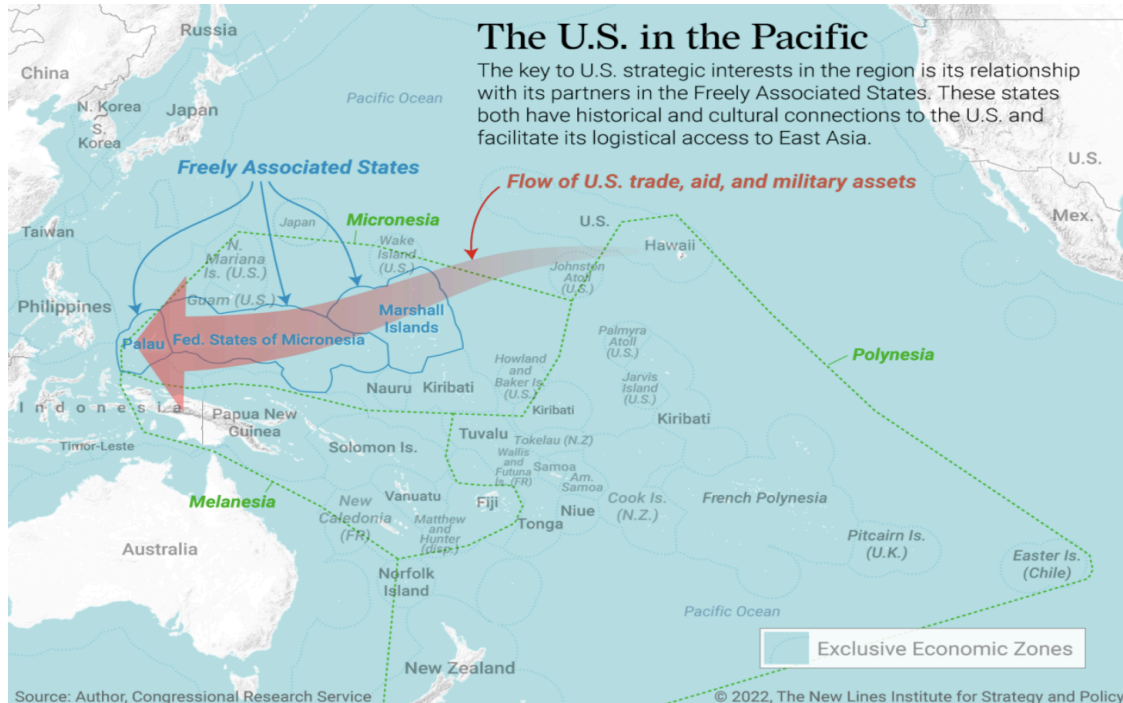 The U.S. in the Pacific
The key to U.S. strategic interests in the region is its relationship
with its partners in the Freely Associated States. These states
both have historical and cultural connections to the U.S. and
facilitate its logistical access to East Asia.
Russia
China
N. Korea
S.
Korea
Japan
Pacific Ocean
U.S.
Mex.
Freely Associated States
Flow of U.S. trade, aid, and military assets
Taiwan
Japan
Micronesia
U.S.
Hawaii
N.
Mariana
Is. (U.S.)
Wake
Island
(U.S.)
Johnston
Atoll
(U.S.)
Philippines
Guam (U.S.)
Marshall
Islands
Palau
Fed. States of Micronesia
Palmyra
Atoll
(U.S.)
Polynesia
Howland
and
Baker Is.
(U.S.)
Jarvis
Island
(U.S.)
Nauru
Kiribati
Kiribati
Kiribati
Indonesia
Papua New
Guinea
Timor-Leste
Solomon Is.
Tuvalu
Tokelau (N.Z)
Wallis
and
Futuna
Is. (FR)
Samoa
Am.
Samoa
Melanesia
New
Caledonia
(FR)
Vanuatu
Fiji
Matthew
and
Hunter
(disp.)
Tonga
Niue
Cook Is.
(N.Z.)
French Polynesia
Pitcairn Is.
(U.K.)
Easter Is.
(Chile)
Australia
Norfolk
Island
Pacific Ocean
New Zealand
Exclusive Economic Zones
Source: Author, Congressional Research Service
© 2022, The New Lines Institute for Strategy and Policy